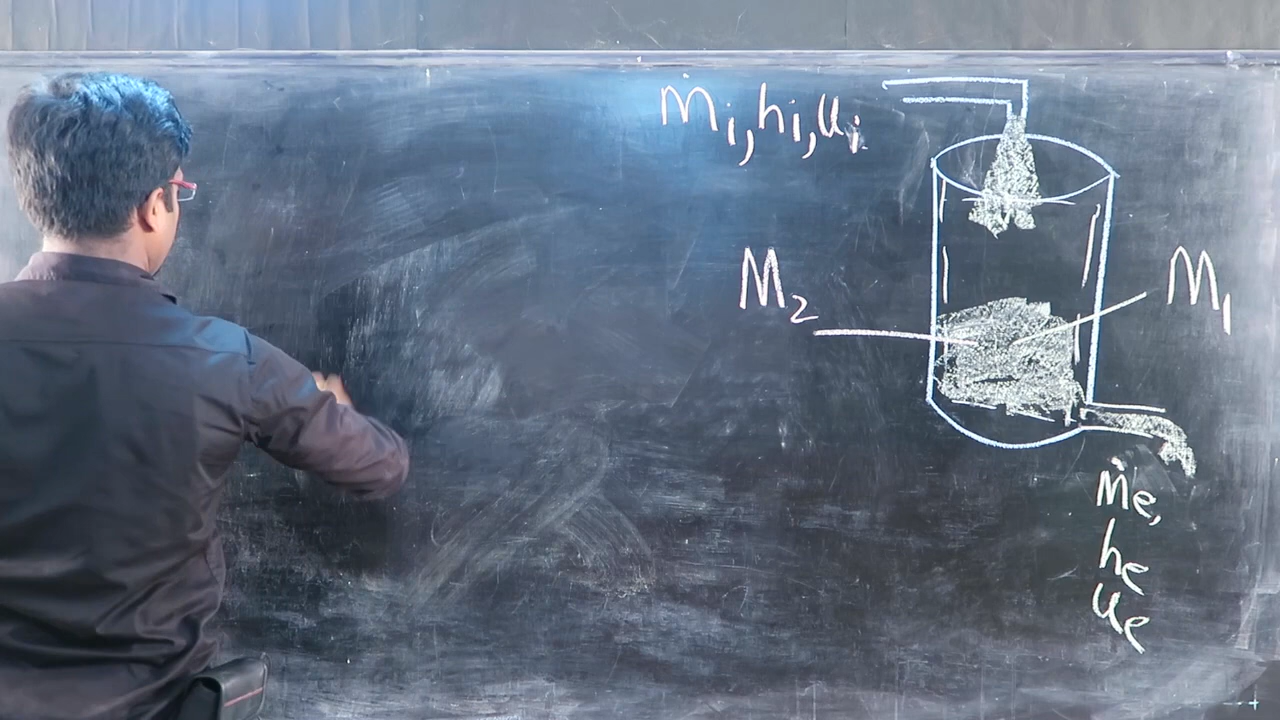 ṁi, hi, ui
M2
M1
ṁe,
he
ue